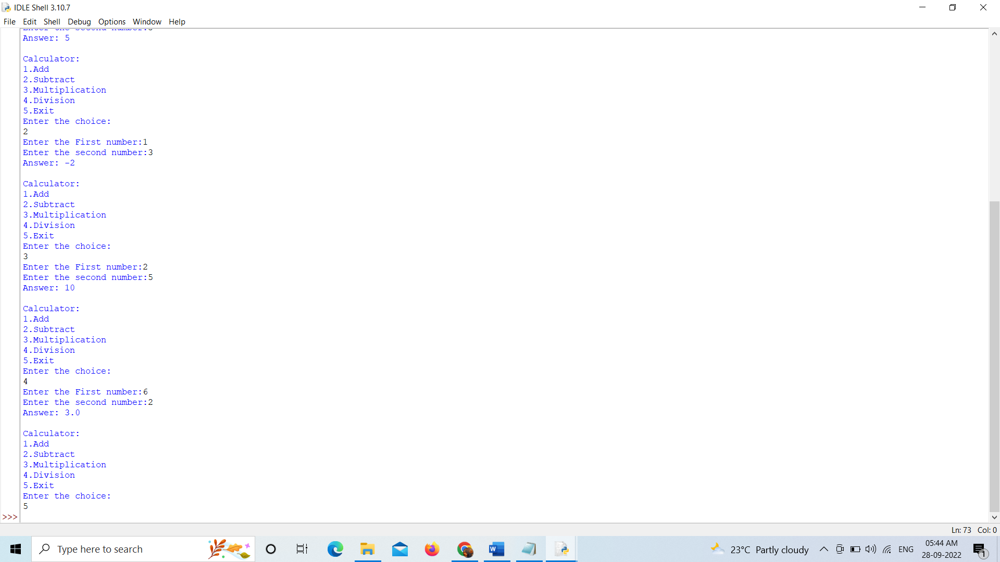 IDLE Shell 3.10.7
File Edit Shell Debug Options Window Help
Enter the second number:
Answer: 5
Calculator:
1.Add
2.Subtract
3.Multiplication
4.Division
5.Exit
Enter the choice:
2
Enter the First number:1
Enter the second number:3
Answer: -2
Calculator:
1.Add
2.Subtract
3.Multiplication
4.Division
5.Exit
Enter the choice:
3
Enter the First number:2
Enter the second number:5
Answer: 10
Calculator:
1.Add
2.Subtract
3.Multiplication
4.Division
5.Exit
Enter the choice:
4
Enter the First number:6
Enter the second number:2
Answer: 3.0
Calculator:
1.Add
2.Subtract
3.Multiplication
4.Division
5.Exit
Enter the choice:
5
>>>
Ln: 73 Col: 0
Type here to search
W
23°C Partly cloudy
ENG
05:44 AM
28-09-2022
1